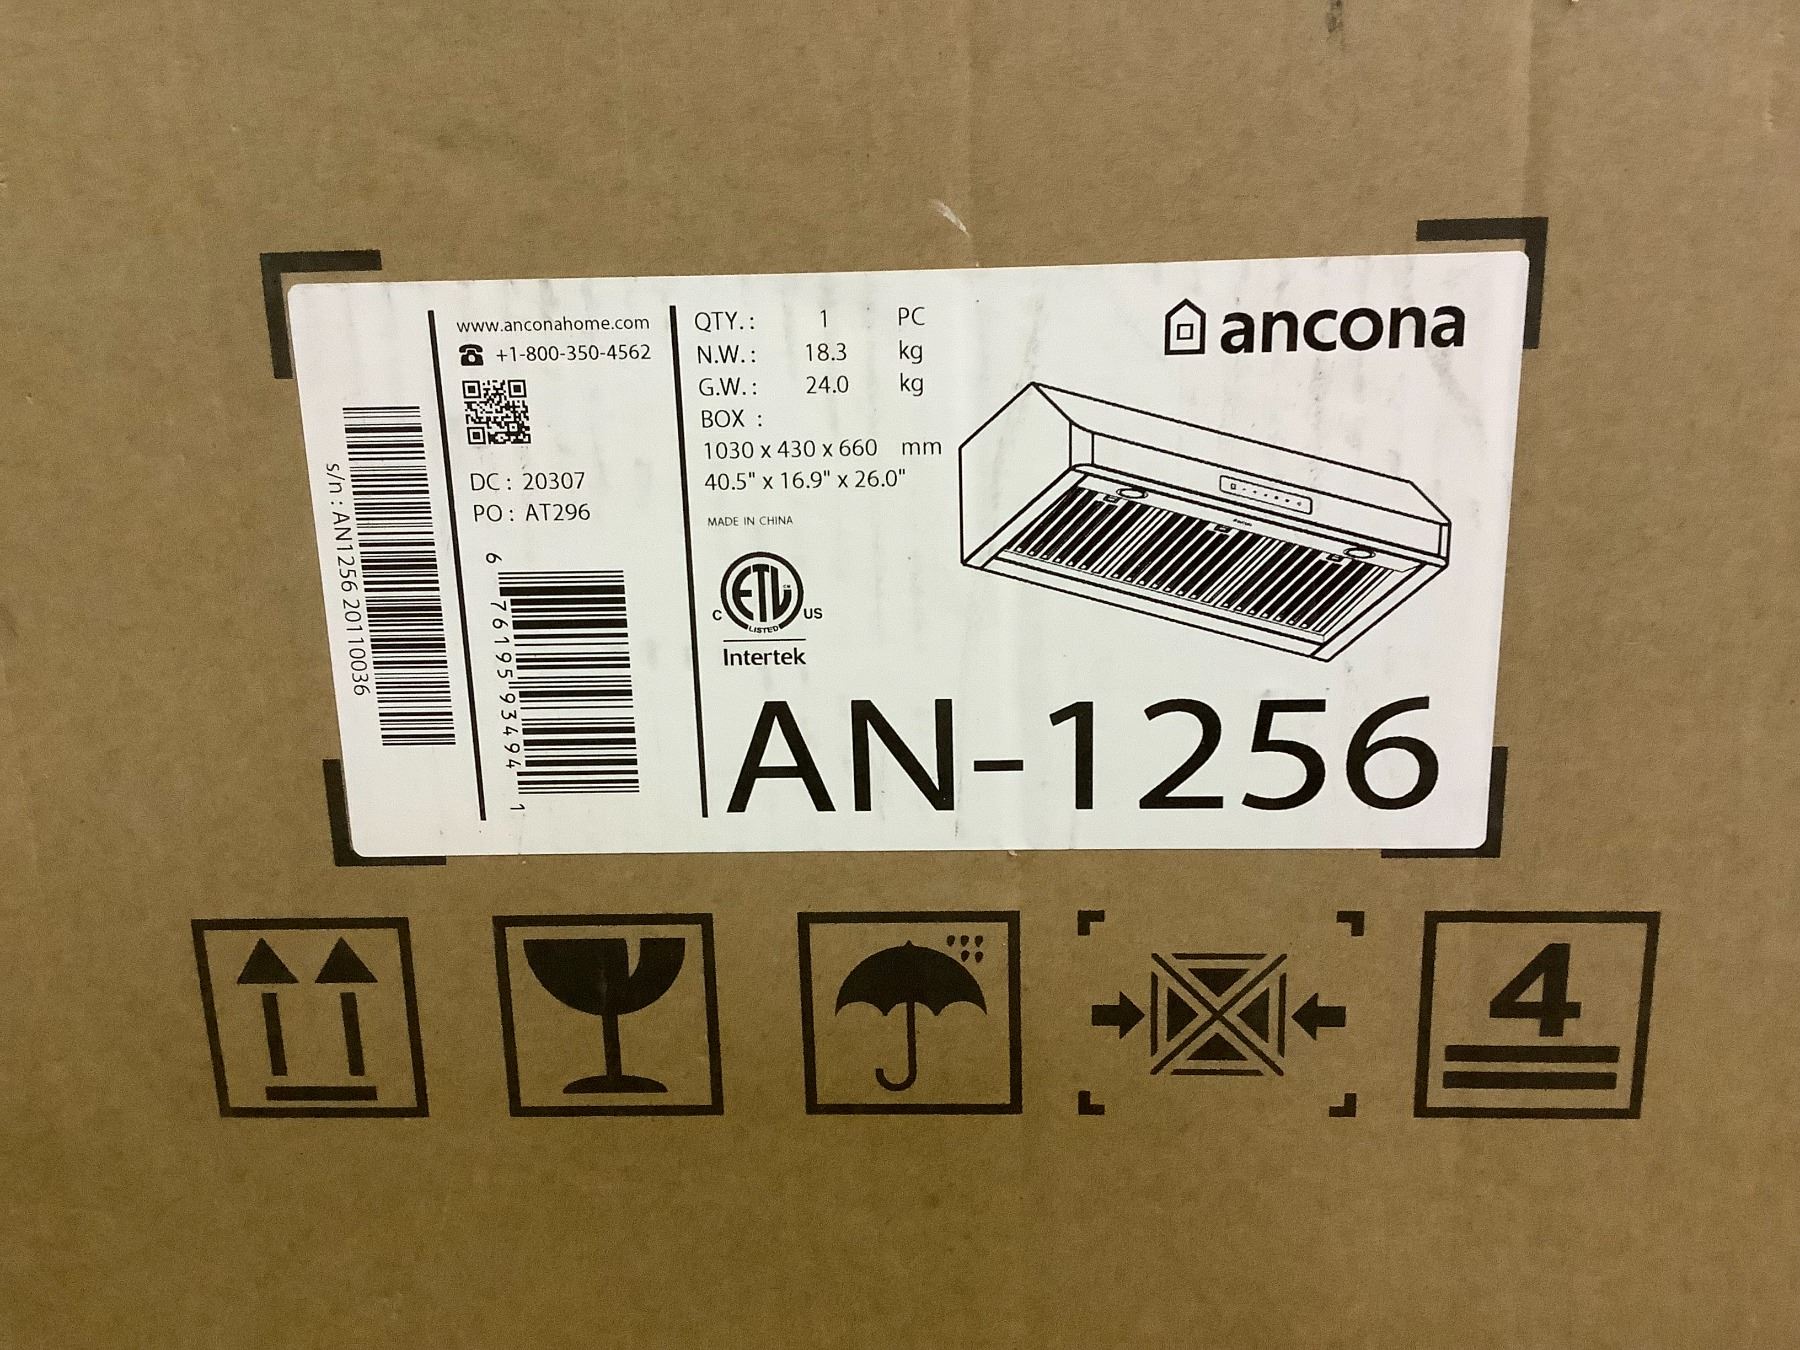 s/n : AN1256 20110036
www.anconahome.com
+1-800-350-4562
DC : 20307
PO : AT296
6 76195 93494 1
QTY. : 1 PC
N.W. : 18.3 kg
G.W. : 24.0 kg
BOX :
1030 x 430 x 660 mm
40.5" x 16.9" x 26.0"
MADE IN CHINA
C ETL CM US
LISTED
Intertek
ancona
AN-1256
4